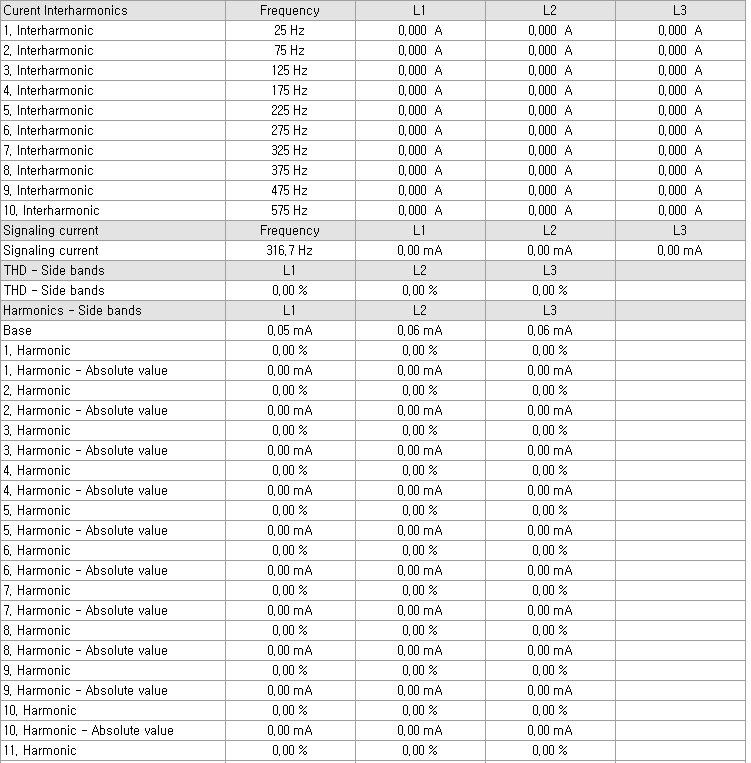 Curent Interharmonics Frequency L1 L2 L3
1. Interharmonic 25 Hz 0,000 A 0,000 A 0,000 A
2. Interharmonic 75 Hz 0,000 A 0,000 A 0,000 A
3. Interharmonic 125 Hz 0,000 A 0,000 A 0,000 A
4. Interharmonic 175 Hz 0,000 A 0,000 A 0,000 A
5. Interharmonic 225 Hz 0,000 A 0,000 A 0,000 A
6. Interharmonic 275 Hz 0,000 A 0,000 A 0,000 A
7. Interharmonic 325 Hz 0,000 A 0,000 A 0,000 A
8. Interharmonic 375 Hz 0,000 A 0,000 A 0,000 A
9. Interharmonic 475 Hz 0,000 A 0,000 A 0,000 A
10. Interharmonic 575 Hz 0,000 A 0,000 A 0,000 A
Signaling current Frequency L1 L2 L3
Signaling current 316,7 Hz 0,00 mA 0,00 mA 0,00 mA
THD - Side bands L1 L2 L3
THD - Side bands 0,00 % 0,00 % 0,00 %
Harmonics - Side bands L1 L2 L3
Base 0,05 mA 0,06 mA 0,06 mA
1. Harmonic 0,00 % 0,00 % 0,00 %
1. Harmonic - Absolute value 0,00 mA 0,00 mA 0,00 mA
2. Harmonic 0,00 % 0,00 % 0,00 %
2. Harmonic - Absolute value 0,00 mA 0,00 mA 0,00 mA
3. Harmonic 0,00 % 0,00 % 0,00 %
3. Harmonic - Absolute value 0,00 mA 0,00 mA 0,00 mA
4. Harmonic 0,00 % 0,00 % 0,00 %
4. Harmonic - Absolute value 0,00 mA 0,00 mA 0,00 mA
5. Harmonic 0,00 % 0,00 % 0,00 %
5. Harmonic - Absolute value 0,00 mA 0,00 mA 0,00 mA
6. Harmonic 0,00 % 0,00 % 0,00 %
6. Harmonic - Absolute value 0,00 mA 0,00 mA 0,00 mA
7. Harmonic 0,00 % 0,00 % 0,00 %
7. Harmonic - Absolute value 0,00 mA 0,00 mA 0,00 mA
8. Harmonic 0,00 % 0,00 % 0,00 %
8. Harmonic - Absolute value 0,00 mA 0,00 mA 0,00 mA
9. Harmonic 0,00 % 0,00 % 0,00 %
9. Harmonic - Absolute value 0,00 mA 0,00 mA 0,00 mA
10. Harmonic 0,00 % 0,00 % 0,00 %
10. Harmonic - Absolute value 0,00 mA 0,00 mA 0,00 mA
11. Harmonic 0,00 % 0,00 % 0,00 %